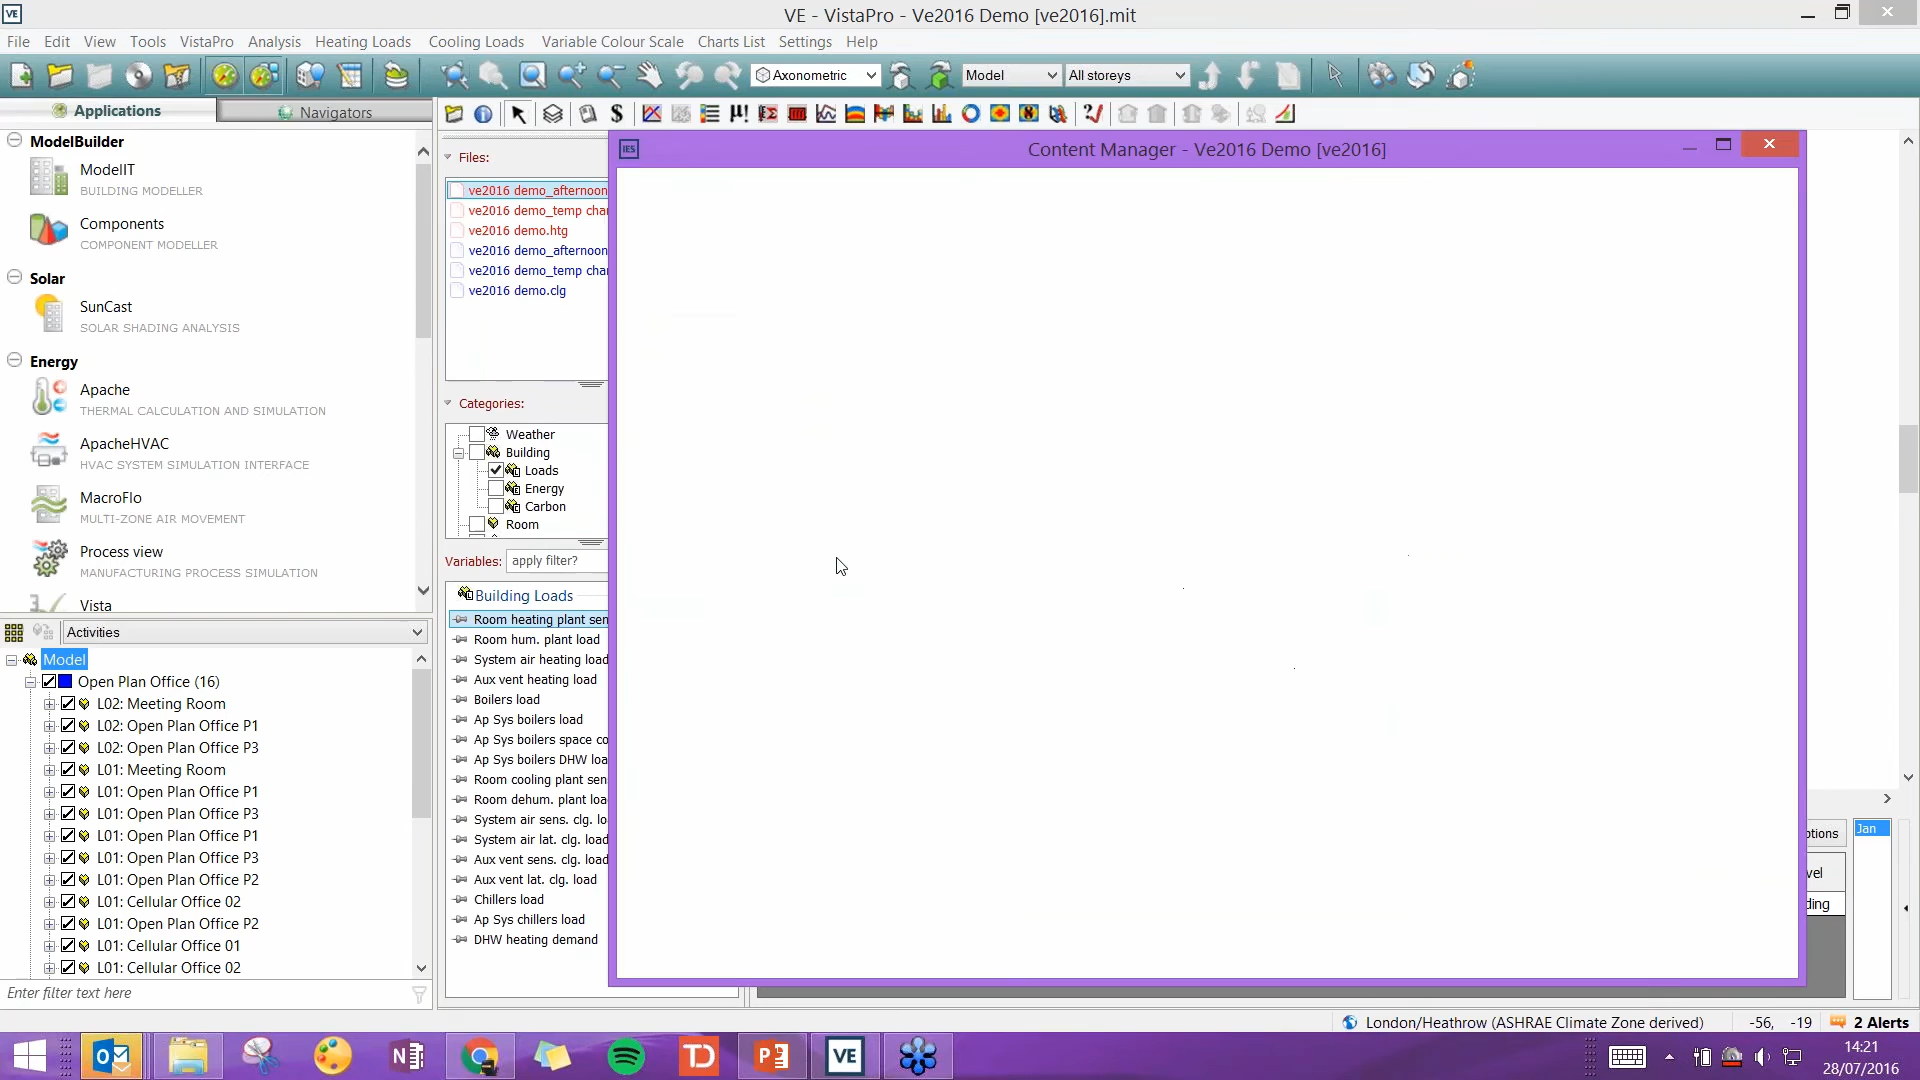 VE
VE - VistaPro - Ve2016 Demo [ve2016].mit
File Edit View Tools VistaPro Analysis Heating Loads Cooling Loads Variable Colour Scale Charts List Settings Help
Axonometric Model All storeys
Applications Navigators
ModelBuilder
ModelIT
BUILDING MODELLER
Components
COMPONENT MODELLER
Solar
SunCast
SOLAR SHADING ANALYSIS
Energy
Apache
THERMAL CALCULATION AND SIMULATION
ApacheHVAC
HVAC SYSTEM SIMULATION INTERFACE
MacroFlo
MULTI-ZONE AIR MOVEMENT
Process view
MANUFACTURING PROCESS SIMULATION
Vista
Activities
Model
Open Plan Office (16)
L02: Meeting Room
L02: Open Plan Office P1
L02: Open Plan Office P3
L01: Meeting Room
L01: Open Plan Office P1
L01: Open Plan Office P3
L01: Open Plan Office P1
L01: Open Plan Office P3
L01: Open Plan Office P2
L01: Cellular Office 02
L01: Open Plan Office P2
L01: Cellular Office 01
L01: Cellular Office 02
Enter filter text here
Files:
ve2016 demo_afternoon
ve2016 demo_temp char
ve2016 demo.htg
ve2016 demo_afternoon
ve2016 demo_temp char
ve2016 demo.clg
Categories:
Weather
Building
Loads
Energy
Carbon
Room
Variables: apply filter?
Building Loads
Room heating plant sen
Room hum. plant load
System air heating load
Aux vent heating load
Boilers load
Ap Sys boilers load
Ap Sys boilers space co
Ap Sys boilers DHW loa
Room cooling plant sen
Room dehum. plant loa
System air sens. clg. lo
System air lat. clg. load
Aux vent sens. clg. load
Aux vent lat. clg. load
Chillers load
Ap Sys chillers load
DHW heating demand
IES Content Manager - Ve2016 Demo [ve2016]
ptions
Jan
vel
ding
London/Heathrow (ASHRAE Climate Zone derived) -56, -19 2 Alerts
VE
14:21
28/07/2016